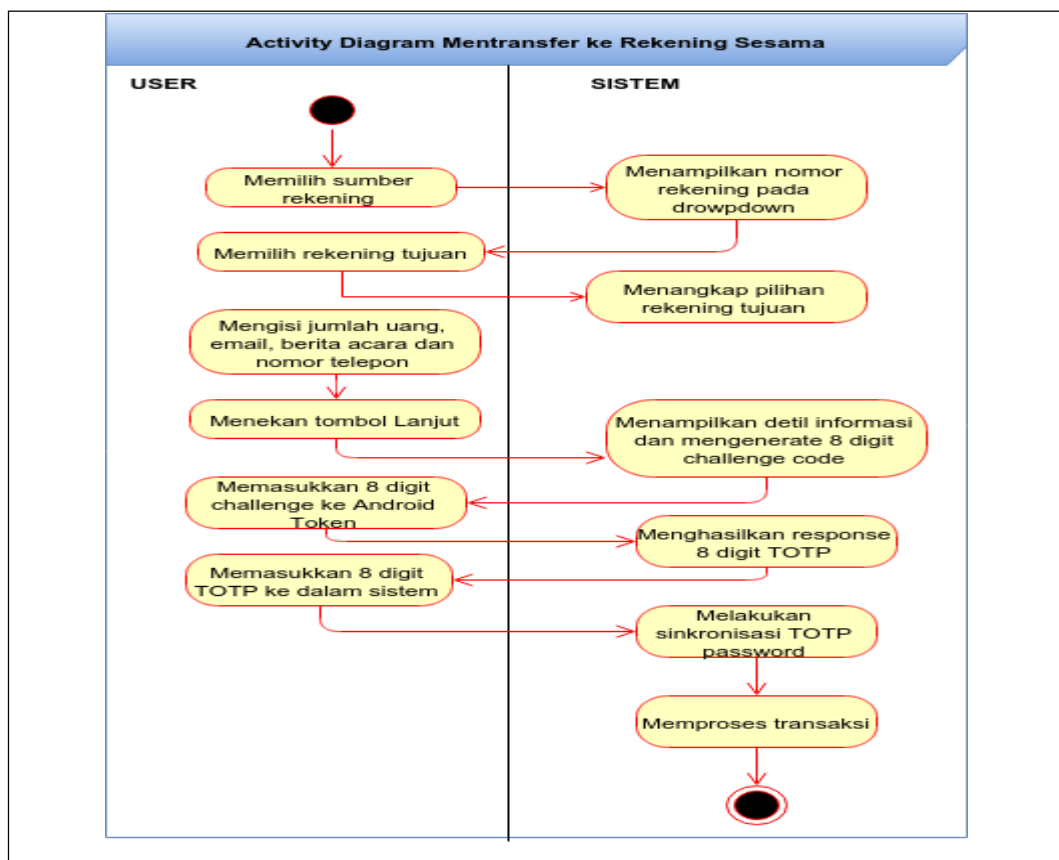 Activity Diagram Mentransfer ke Rekening Sesama
USER
SISTEM
Memilih sumber
rekening
Menampilkan nomor
rekening pada
drowpdown
Memilih rekening tujuan
Menangkap pilihan
rekening tujuan
Mengisi jumlah uang,
email, berita acara dan
nomor telepon
Menekan tombol Lanjut
Menampilkan detil informasi
dan mengenerate 8 digit
challenge code
Memasukkan 8 digit
challenge ke Android
Token
Menghasilkan response
8 digit TOTP
Memasukkan 8 digit
TOTP ke dalam sistem
Melakukan
sinkronisasi TOTP
password
Memproses transaksi